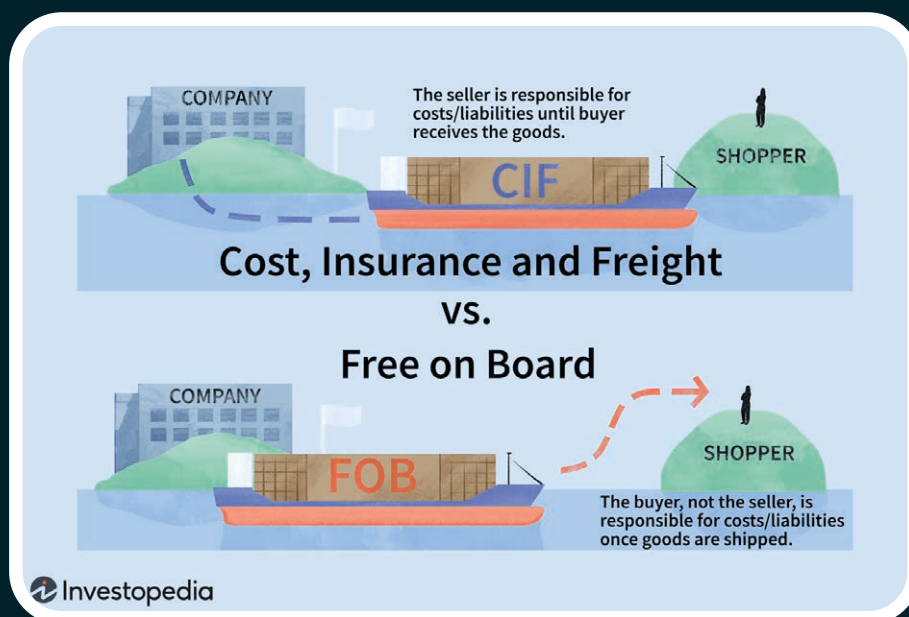 COMPANY
The seller is responsible for
costs/liabilities until buyer
receives the goods.
SHOPPER
CIF
Cost, Insurance and Freight
vs.
Free on Board
COMPANY
FOB
SHOPPER
The buyer, not the seller, is
responsible for costs/liabilities
once goods are shipped.
Investopedia